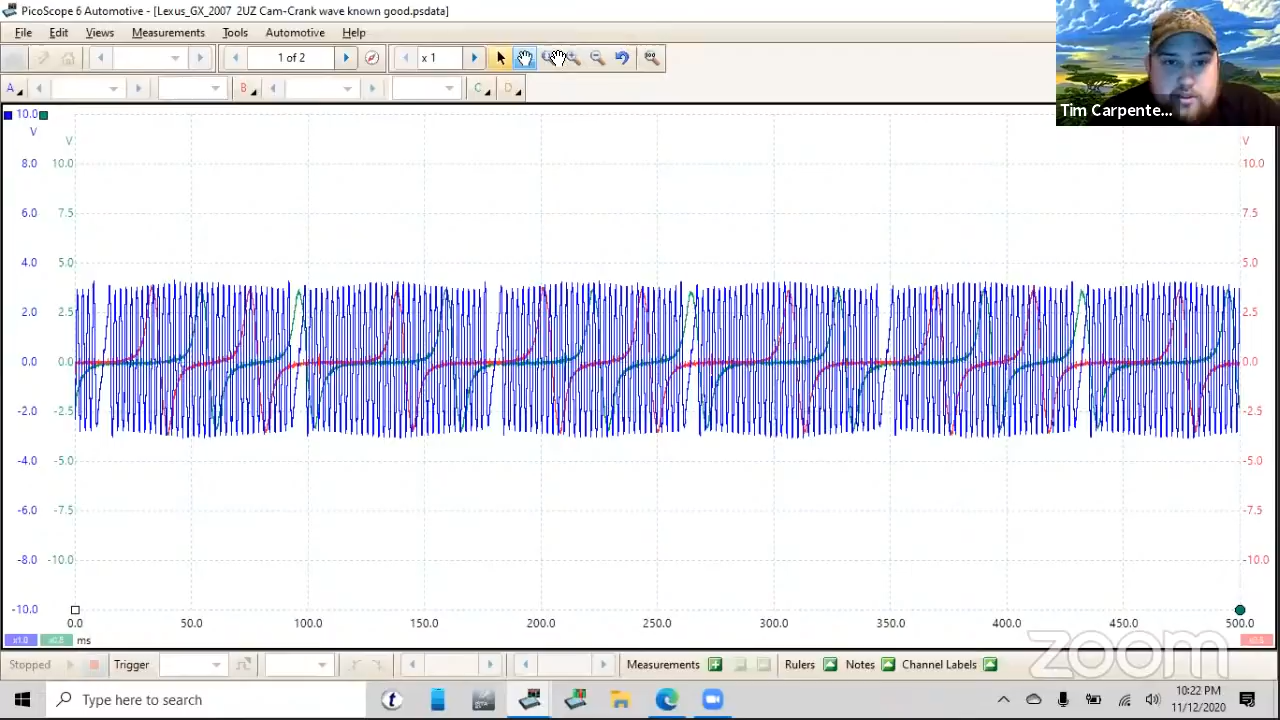 PicoScope 6 Automotive - [Lexus_GX_2007 2UZ Cam-Crank wave known good.psdata]
File Edit Views Measurements Tools Automotive Help
1 of 2 x 1
A B C D
Tim Carpente...
10.0
V V V
8.0 10.0 10.0
6.0 7.5 7.5
4.0 5.0 5.0
2.0 2.5 2.5
0.0 0.0 0.0
-2.0 -2.5 -2.5
-4.0 -5.0 -5.0
-6.0 -7.5 -7.5
-8.0 -10.0 -10.0
-10.0
0.0 50.0 100.0 150.0 200.0 250.0 300.0 350.0 400.0 450.0 500.0
x1.0 x0.8 ms
Stopped Trigger Measurements Rulers Notes Channel Labels
zoom
Type here to search
10:22 PM
11/12/2020